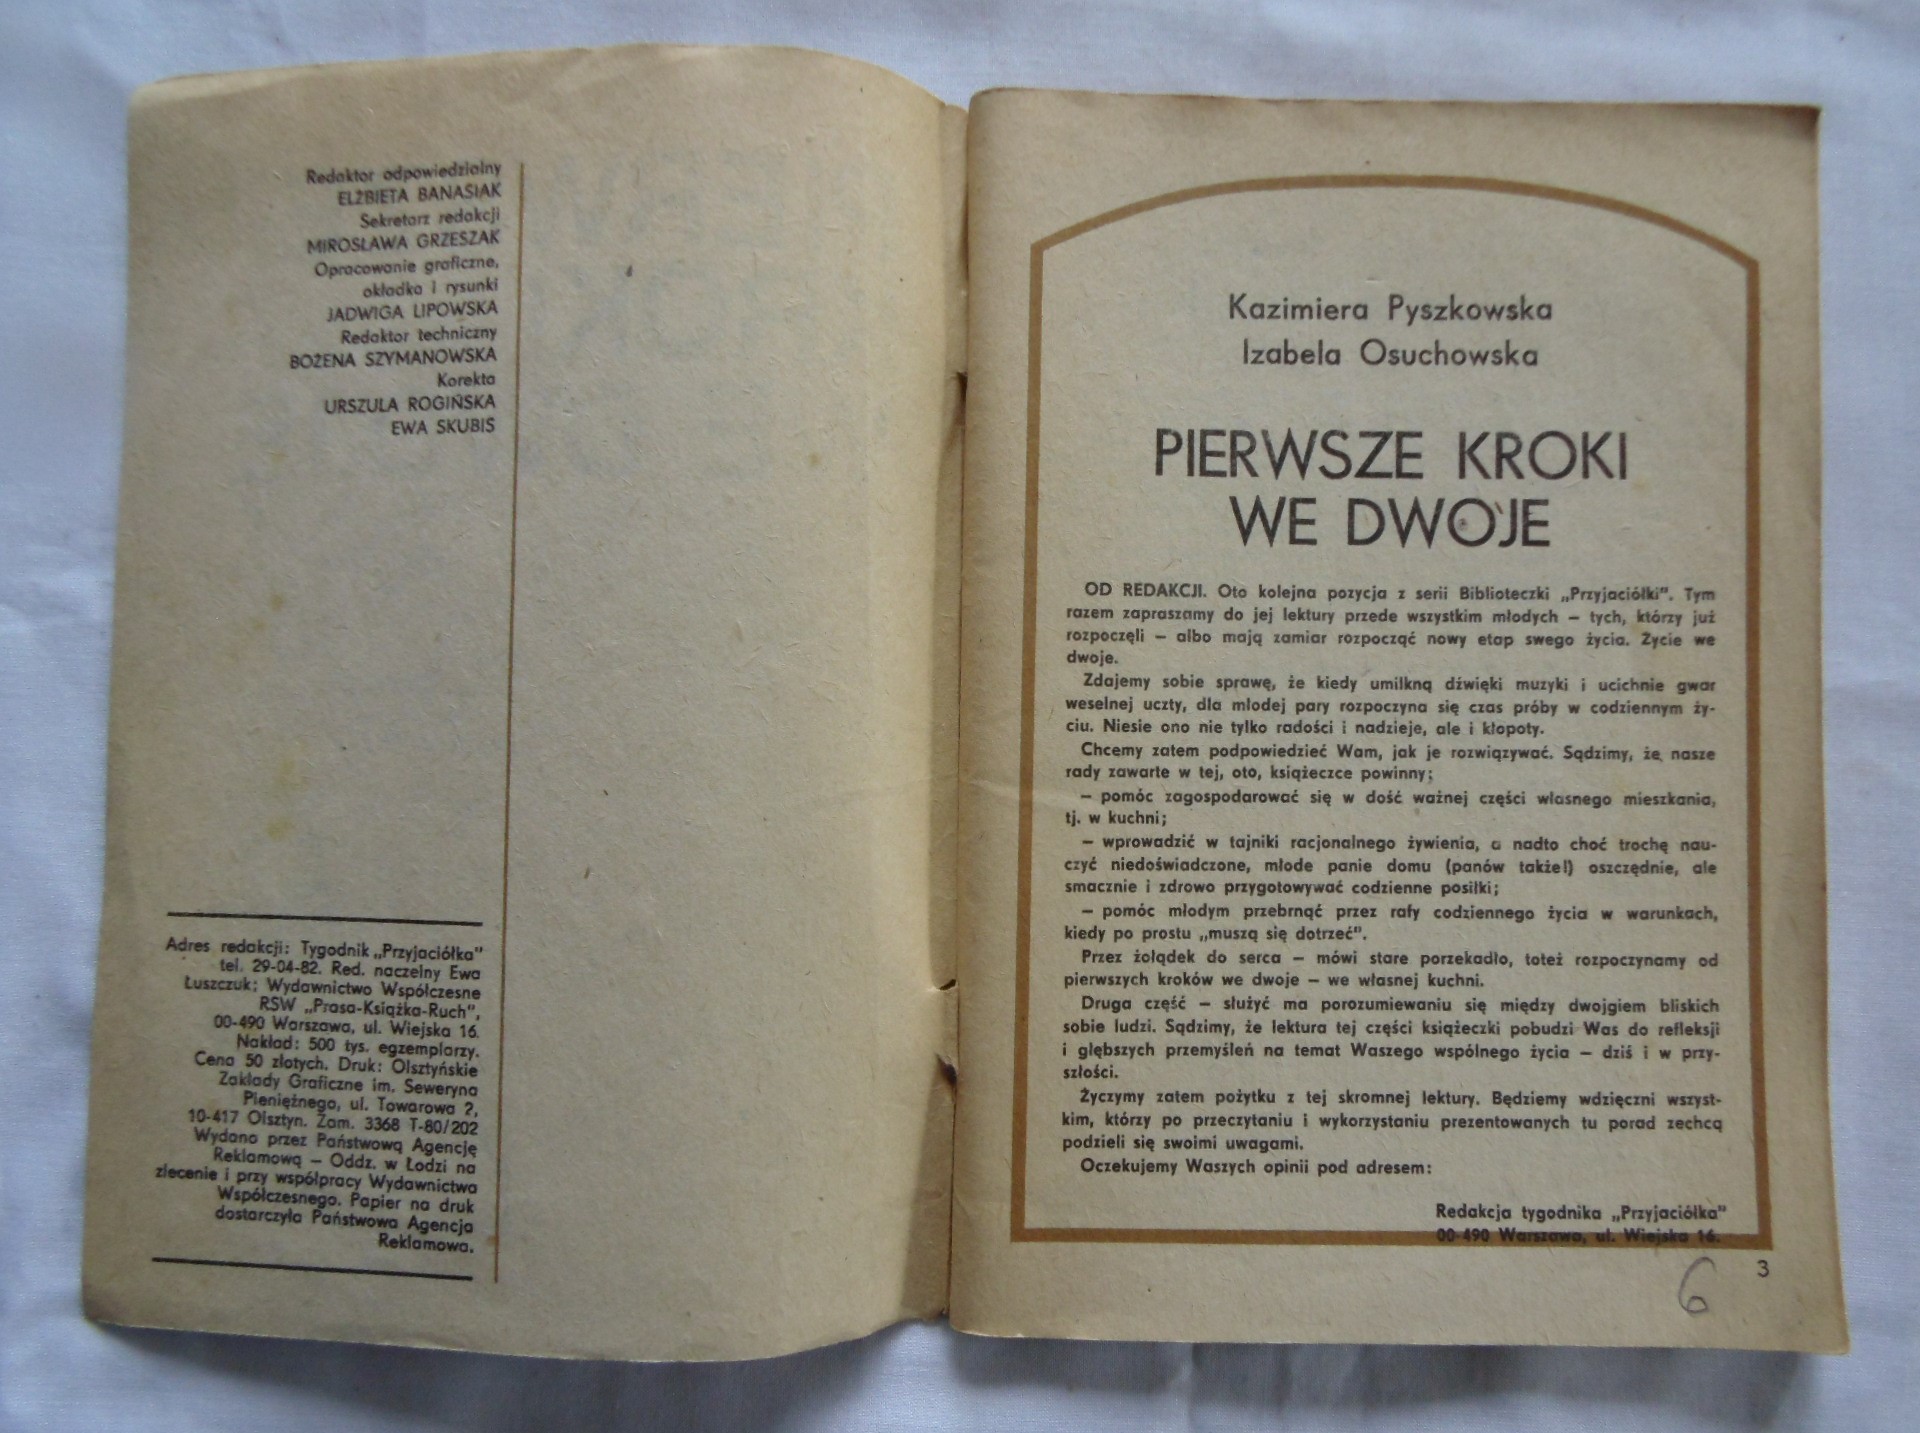 Redaktor odpowiedzialny
ELŻBIETA BANASIAK
Sekretarz redakcji
MIROSŁAWA GRZESZAK
Opracowanie graficzne,
okładka i rysunki
JADWIGA LIPOWSKA
Redaktor techniczny
BOŻENA SZYMANOWSKA
Korekta
URSZULA ROGIŃSKA
EWA SKUBIS
Adres redakcji: Tygodnik „Przyjaciółka"
tel. 29-04-82. Red. naczelny Ewa
Łuszczuk; Wydawnictwo Współczesne
RSW „Prasa-Książka-Ruch",
00-490 Warszawa, ul. Wiejska 16.
Nakład: 500 tys. egzemplarzy.
Cena 50 złotych. Druk: Olsztyńskie
Zakłady Graficzne im. Seweryna
Pieniężnego, ul. Towarowa 2,
10-417 Olsztyn. Zam. 3368 T-80/202
Wydano przez Państwową Agencję
Reklamową – Oddz. w Łodzi na
zlecenie i przy współpracy Wydawnictwa
Współczesnego. Papier na druk
dostarczyła Państwowa Agencja
Reklamowa.
Kazimiera Pyszkowska
Izabela Osuchowska
PIERWSZE KROKI
WE DWOJE
OD REDAKCJI. Oto kolejna pozycja z serii Biblioteczki „Przyjaciółki". Tym
razem zapraszamy do jej lektury przede wszystkim młodych – tych, którzy już
rozpoczęli – albo mają zamiar rozpocząć nowy etap swego życia. Życie we
dwoje.
Zdajemy sobie sprawę, że kiedy umilkną dźwięki muzyki i ucichnie gwar
weselnej uczty, dla młodej pary rozpoczyna się czas próby w codziennym ży-
ciu. Niesie ono nie tylko radości i nadzieje, ale i kłopoty.
Chcemy zatem podpowiedzieć Wam, jak je rozwiązywać. Sądzimy, że nasze
rady zawarte w tej, oto, książeczce powinny;
– pomóc zagospodarować się w dość ważnej części własnego mieszkania,
tj. w kuchni;
– wprowadzić w tajniki racjonalnego żywienia, a nadto choć trochę nau-
czyć niedoświadczone, młode panie domu (panów także!) oszczędnie, ale
smacznie i zdrowo przygotowywać codzienne posiłki;
– pomóc młodym przebrnąć przez rafy codziennego życia w warunkach,
kiedy po prostu „muszą się dotrzeć".
Przez żołądek do serca – mówi stare porzekadło, toteż rozpoczynamy od
pierwszych kroków we dwoje – we własnej kuchni.
Druga część – służyć ma porozumiewaniu się między dwojgiem bliskich
sobie ludzi. Sądzimy, że lektura tej części książeczki pobudzi Was do refleksji
i głębszych przemyśleń na temat Waszego wspólnego życia – dziś i w przy-
szłości.
Życzymy zatem pożytku z tej skromnej lektury. Będziemy wdzięczni wszyst-
kim, którzy po przeczytaniu i wykorzystaniu prezentowanych tu porad zechcą
podzieli się swoimi uwagami.
Oczekujemy Waszych opinii pod adresem:
Redakcja tygodnika „Przyjaciółka"
00-490 Warszawa, ul. Wiejska 16.
3
6